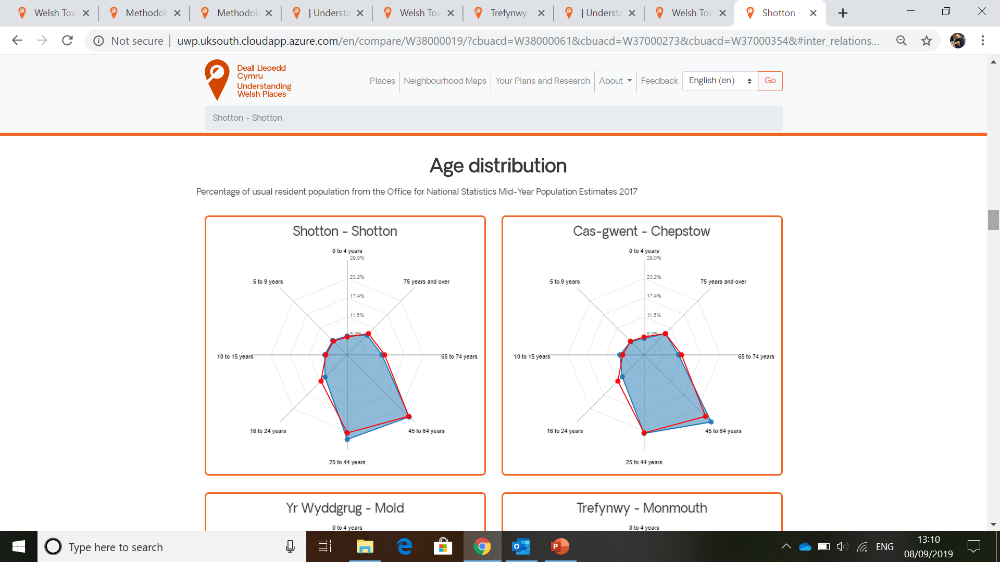 Welsh Tow
Methodol
Methodol
| Understa
Welsh Tow
Trefynwy
| Understa
Welsh Tow
Shotton -
Not secure
uwp.uksouth.cloudapp.azure.com/en/compare/W38000019/?cbuacd=W38000061&cbuacd=W37000273&cbuacd=W37000354&#inter_relations...
Deall Lleoedd
Cymru
Understanding
Welsh Places
Places
Neighbourhood Maps
Your Plans and Research
About
Feedback
English (en)
Go
Shotton - Shotton
Age distribution
Percentage of usual resident population from the Office for National Statistics Mid-Year Population Estimates 2017
Shotton - Shotton
0 to 4 years
29.0%
23.2%
5 to 9 years
75 years and over
17.4%
11.6%
5.8%
10 to 15 years
65 to 74 years
16 to 24 years
45 to 64 years
25 to 44 years
Cas-gwent - Chepstow
0 to 4 years
29.0%
23.2%
5 to 9 years
75 years and over
17.4%
11.6%
5.8%
10 to 15 years
65 to 74 years
16 to 24 years
45 to 64 years
25 to 44 years
Yr Wyddgrug - Mold
0 to 4 years
Trefynwy - Monmouth
0 to 4 years
Type here to search
ENG
13:10
08/09/2019